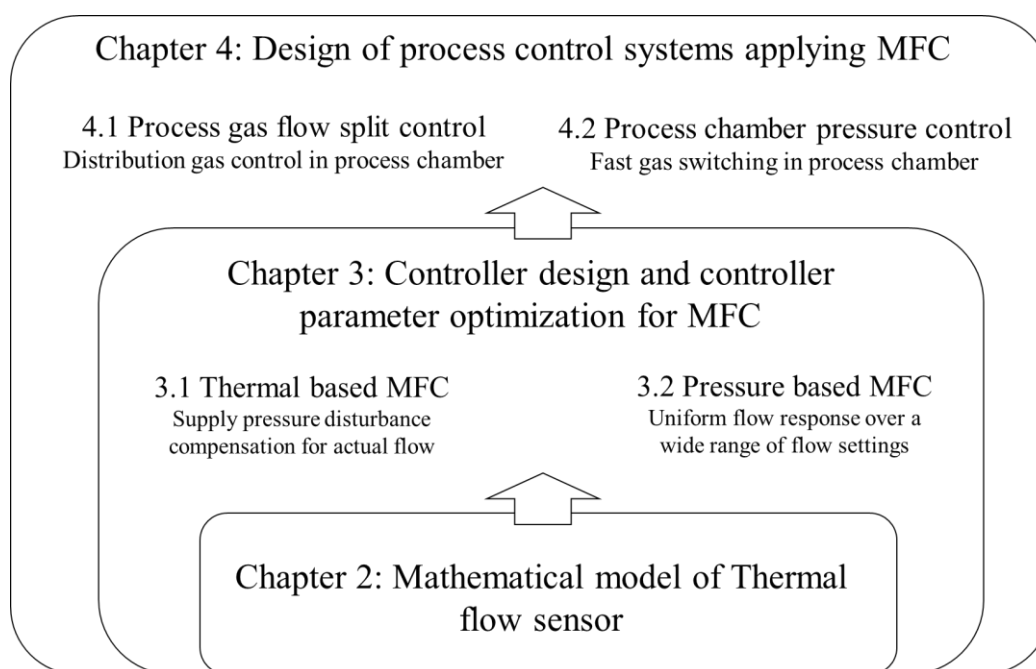 Chapter 4: Design of process control systems applying MFC
4.1 Process gas flow split control
Distribution gas control in process chamber
4.2 Process chamber pressure control
Fast gas switching in process chamber
Chapter 3: Controller design and controller
parameter optimization for MFC
3.1 Thermal based MFC
Supply pressure disturbance
compensation for actual flow
3.2 Pressure based MFC
Uniform flow response over a
wide range of flow settings
Chapter 2: Mathematical model of Thermal
flow sensor